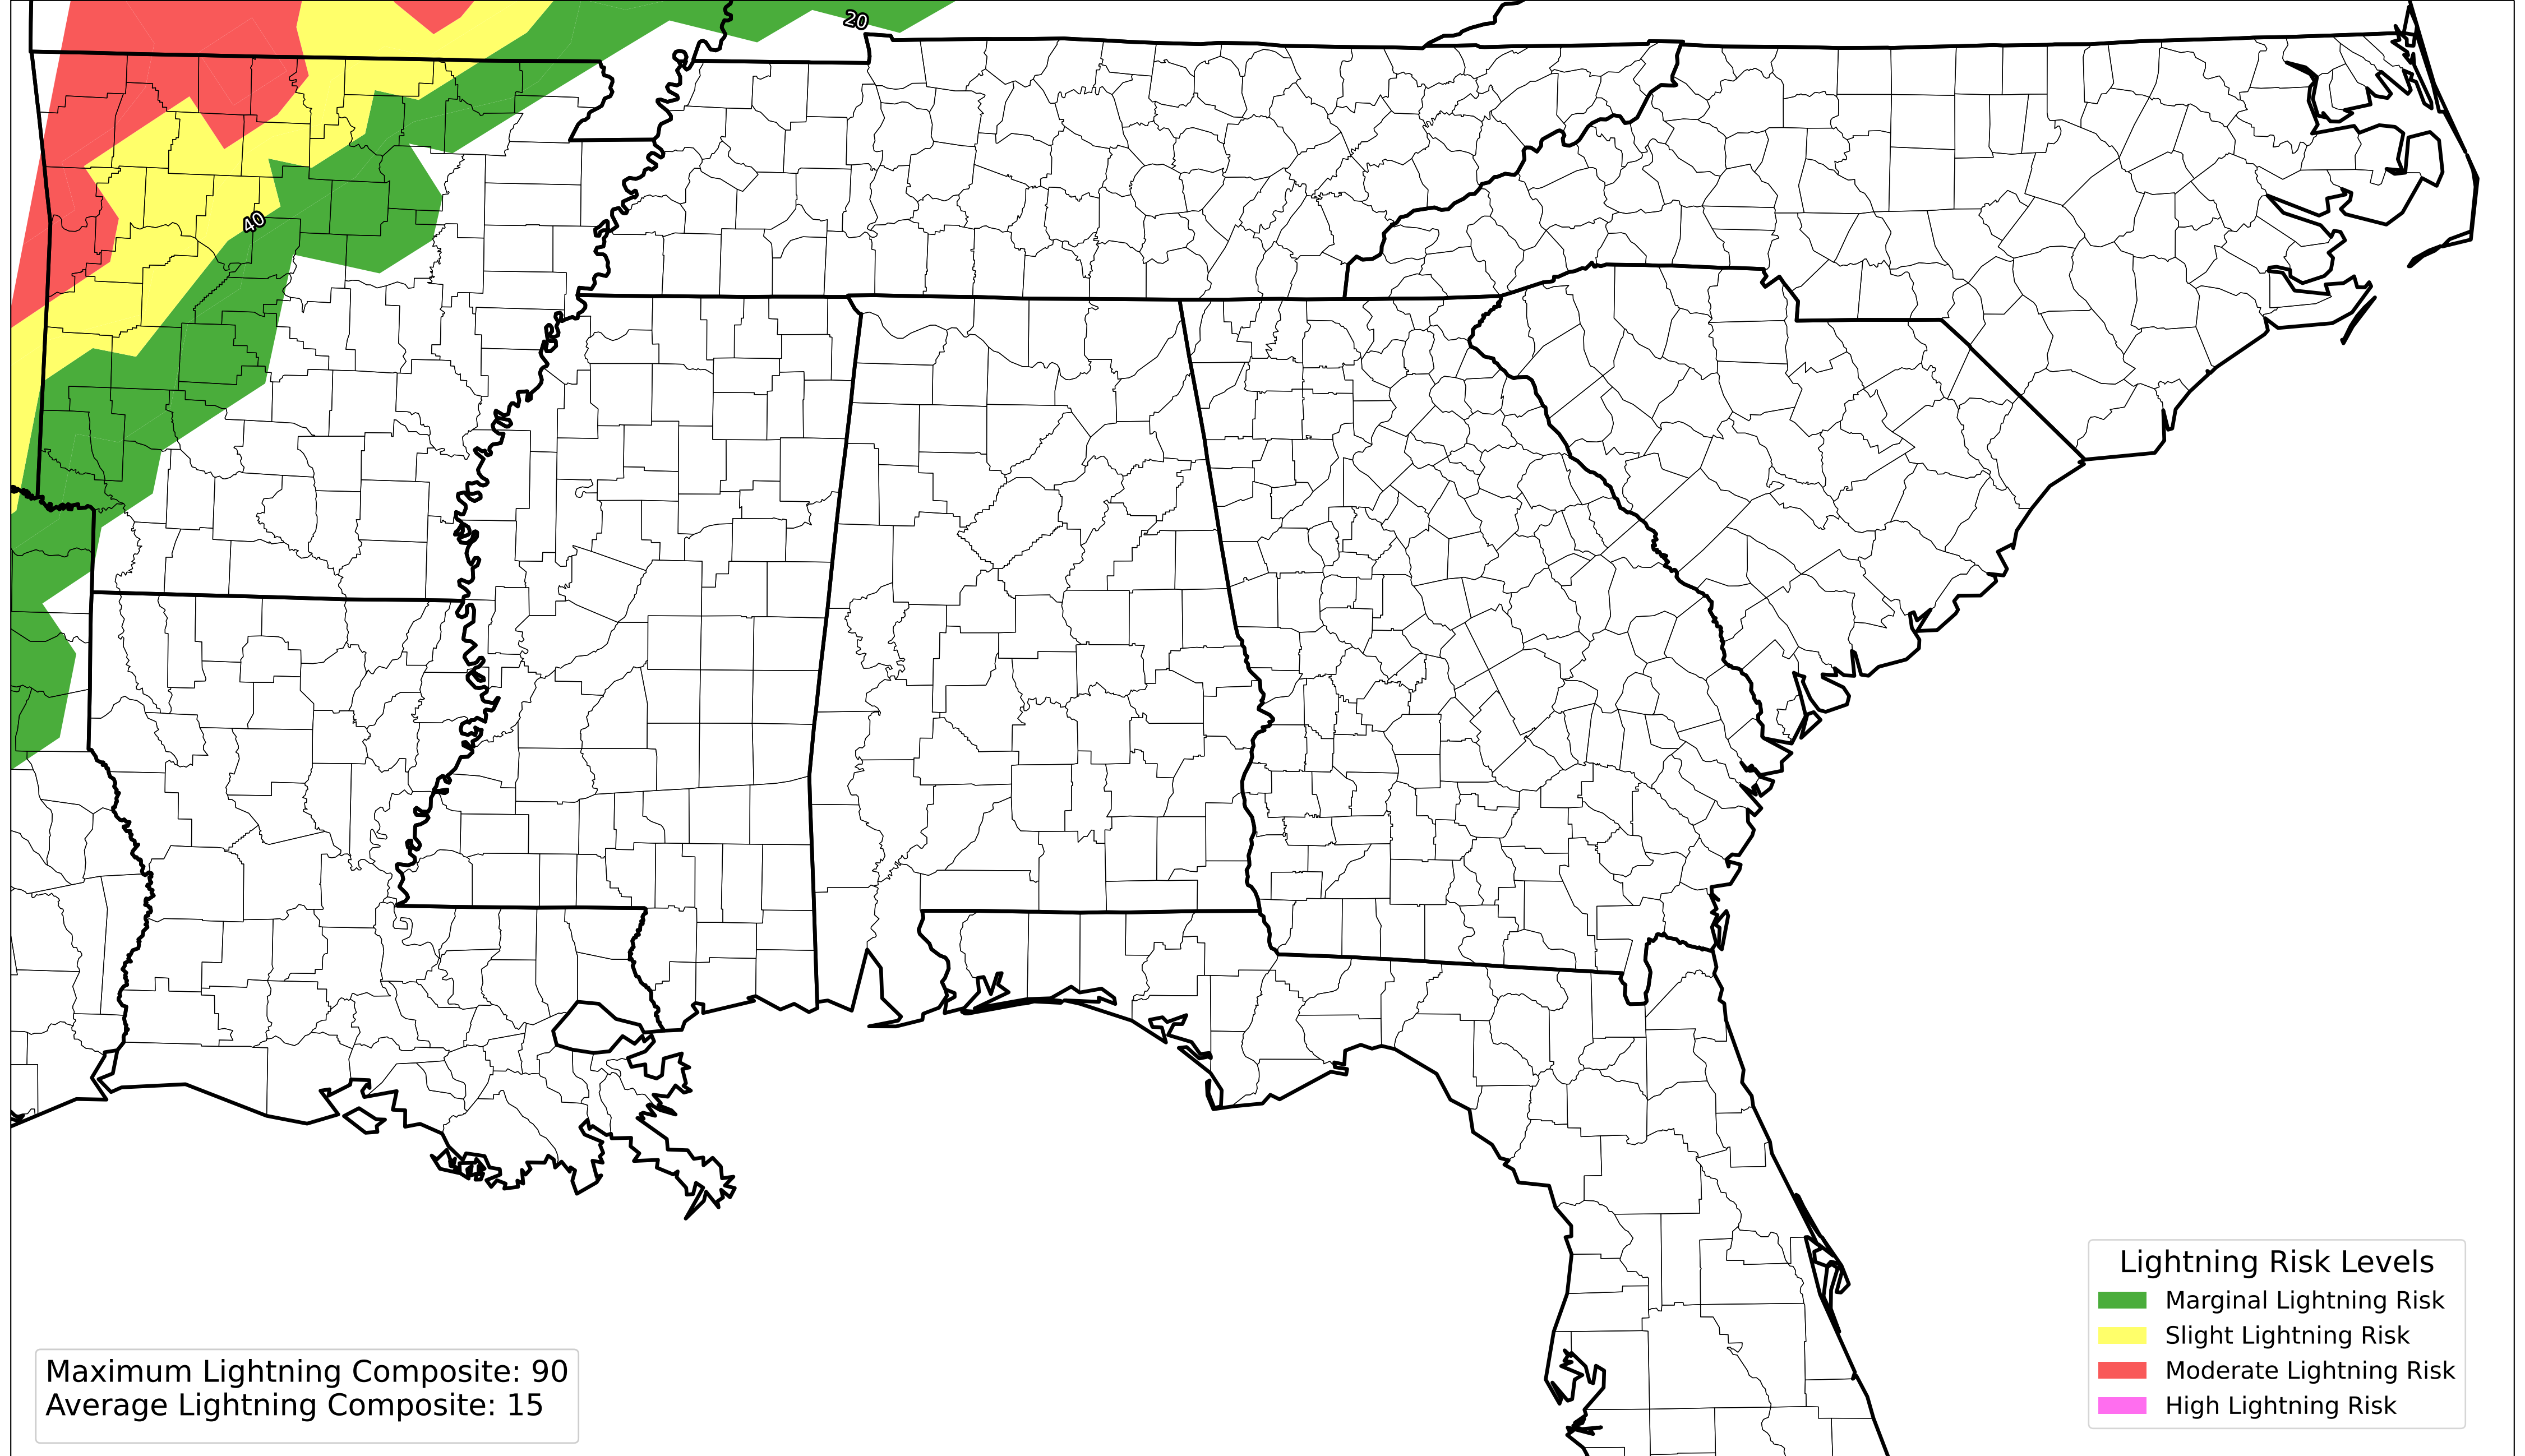 20
40
Lightning Risk Levels
Marginal Lightning Risk
Slight Lightning Risk
Moderate Lightning Risk
High Lightning Risk
Maximum Lightning Composite: 90
Average Lightning Composite: 15